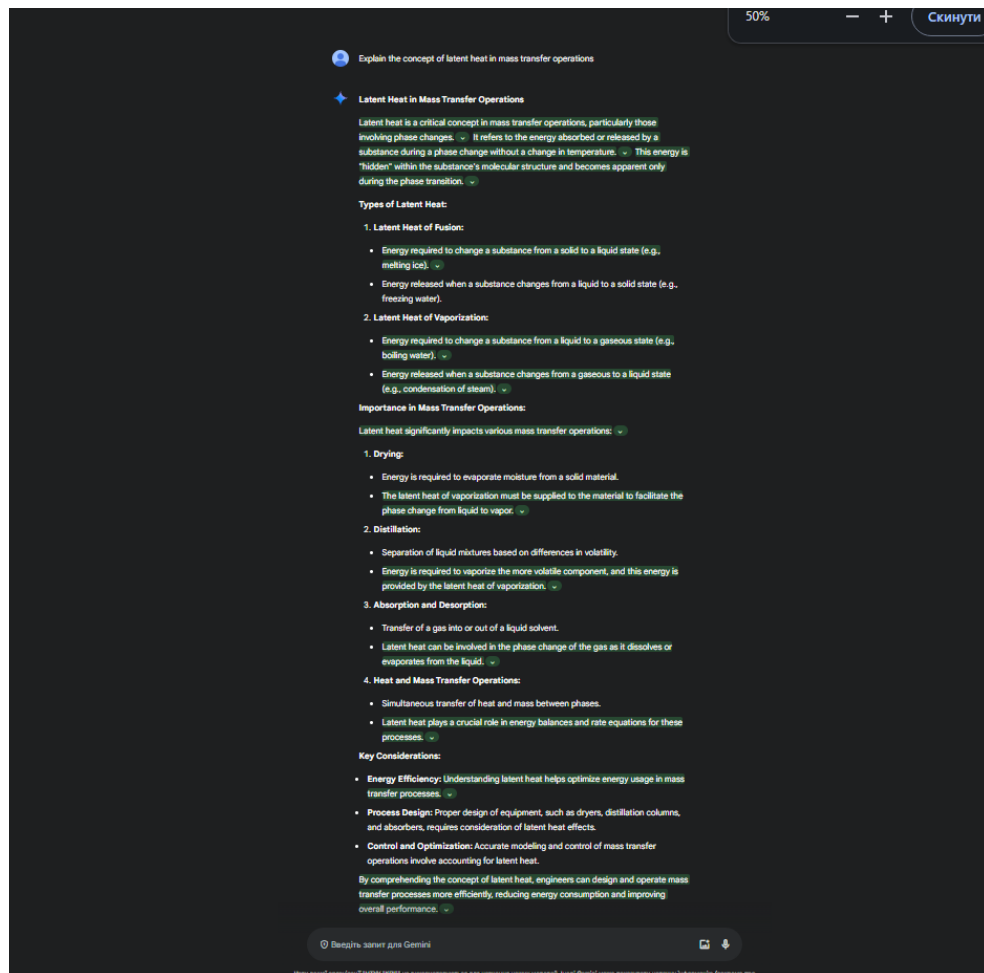 50% — + Скинути
Explain the concept of latent heat in mass transfer operations
Latent Heat in Mass Transfer Operations
Latent heat is a critical concept in mass transfer operations, particularly those
involving phase changes. It refers to the energy absorbed or released by a
substance during a phase change without a change in temperature. This energy is
"hidden" within the substance's molecular structure and becomes apparent only
during the phase transition.
Types of Latent Heat:
1. Latent Heat of Fusion:
• Energy required to change a substance from a solid to a liquid state (e.g.,
melting ice).
• Energy released when a substance changes from a liquid to a solid state (e.g.,
freezing water).
2. Latent Heat of Vaporization:
• Energy required to change a substance from a liquid to a gaseous state (e.g.,
boiling water).
• Energy released when a substance changes from a gaseous to a liquid state
(e.g., condensation of steam).
Importance in Mass Transfer Operations:
Latent heat significantly impacts various mass transfer operations:
1. Drying:
• Energy is required to evaporate moisture from a solid material.
• The latent heat of vaporization must be supplied to the material to facilitate the
phase change from liquid to vapor.
2. Distillation:
• Separation of liquid mixtures based on differences in volatility.
• Energy is required to vaporize the more volatile component, and this energy is
provided by the latent heat of vaporization.
3. Absorption and Desorption:
• Transfer of a gas into or out of a liquid solvent.
• Latent heat can be involved in the phase change of the gas as it dissolves or
evaporates from the liquid.
4. Heat and Mass Transfer Operations:
• Simultaneous transfer of heat and mass between phases.
• Latent heat plays a crucial role in energy balances and rate equations for these
processes.
Key Considerations:
• Energy Efficiency: Understanding latent heat helps optimize energy usage in mass
transfer processes.
• Process Design: Proper design of equipment, such as dryers, distillation columns,
and absorbers, requires consideration of latent heat effects.
• Control and Optimization: Accurate modeling and control of mass transfer
operations involve accounting for latent heat.
By comprehending the concept of latent heat, engineers can design and operate mass
transfer processes more efficiently, reducing energy consumption and improving
overall performance.
Введіть запит для Gemini